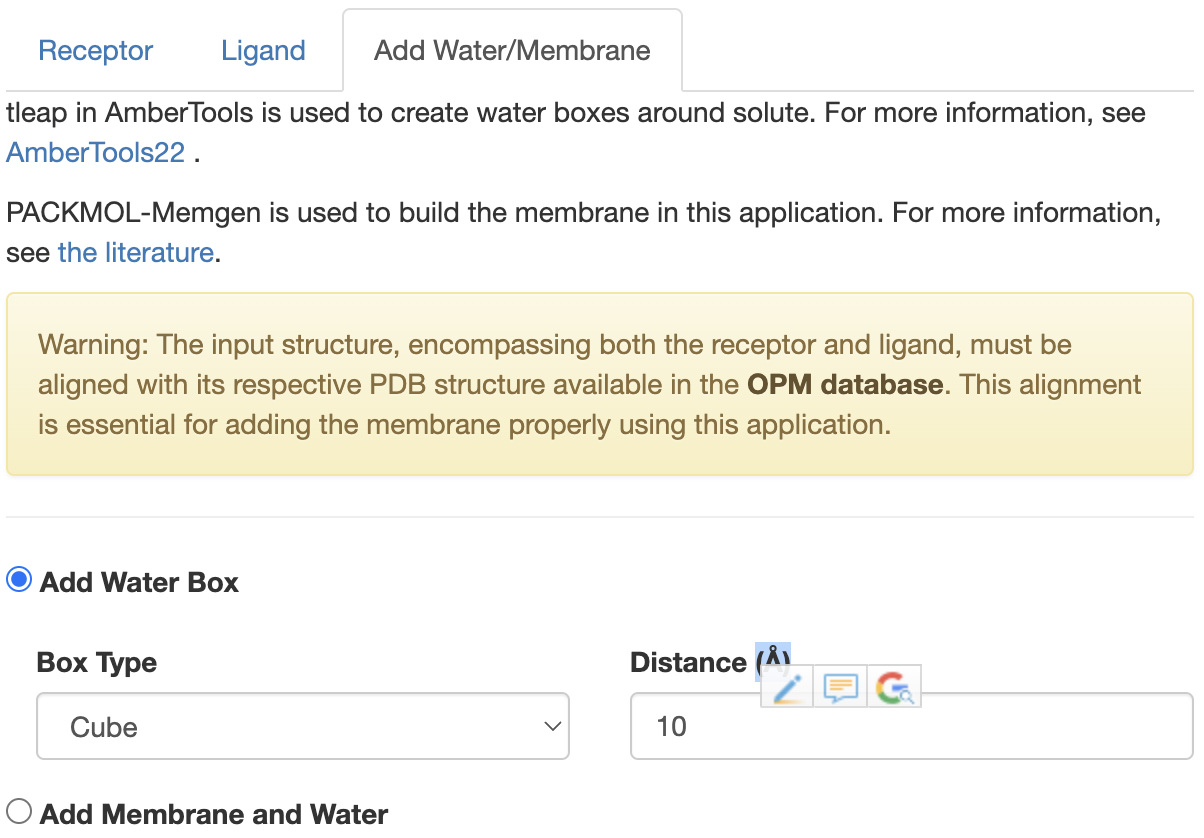 Receptor
Ligand
Add Water/Membrane
tleap in AmberTools is used to create water boxes around solute. For more information, see
AmberTools22 .
PACKMOL-Memgen is used to build the membrane in this application. For more information,
see the literature.
Warning: The input structure, encompassing both the receptor and ligand, must be
aligned with its respective PDB structure available in the OPM database. This alignment
is essential for adding the membrane properly using this application.
Add Water Box
Box Type
Distance (Å)
Cube
10
Add Membrane and Water